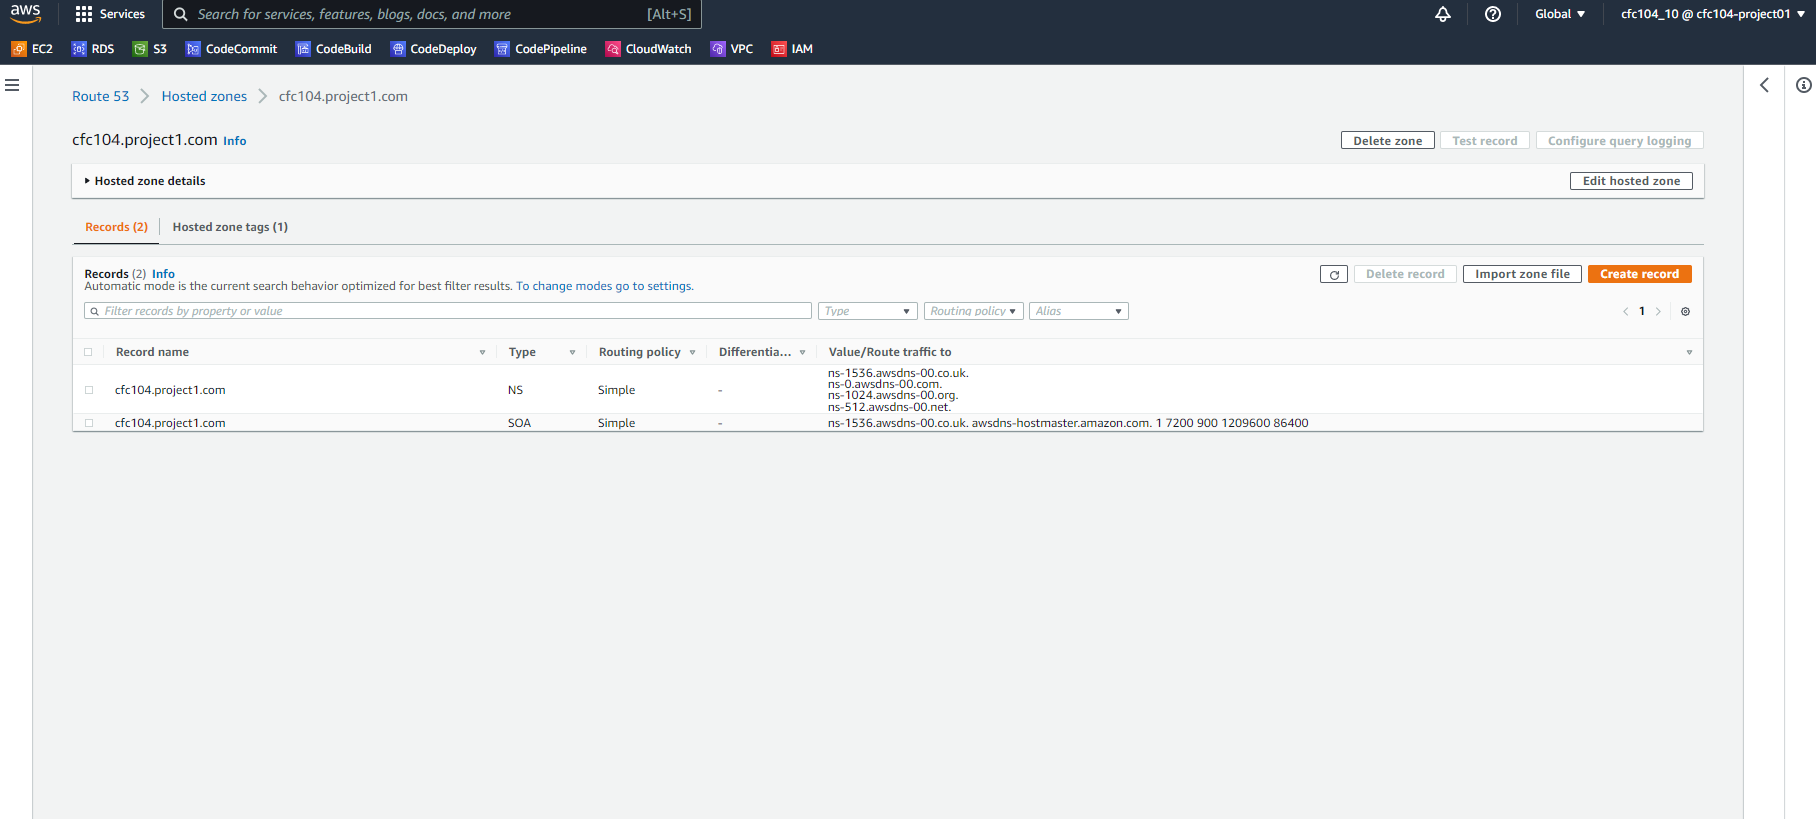 aws
Services
Search for services, features, blogs, docs, and more
[Alt+S]
Global
cfc104_10 @ cfc104-project01
EC2 RDS S3 CodeCommit CodeBuild CodeDeploy CodePipeline CloudWatch VPC IAM
Route 53 Hosted zones cfc104.project1.com
cfc104.project1.com Info
Delete zone Test record Configure query logging
Hosted zone details
Edit hosted zone
Records (2) Hosted zone tags (1)
Records (2) Info
Automatic mode is the current search behavior optimized for best filter results. To change modes go to settings.
Delete record Import zone file Create record
Filter records by property or value
Type Routing policy Alias
1
Record name Type Routing policy Differentia... Value/Route traffic to
cfc104.project1.com NS Simple -
ns-1536.awsdns-00.co.uk.
ns-0.awsdns-00.com.
ns-1024.awsdns-00.org.
ns-512.awsdns-00.net.
cfc104.project1.com SOA Simple - ns-1536.awsdns-00.co.uk. awsdns-hostmaster.amazon.com. 1 7200 900 1209600 86400